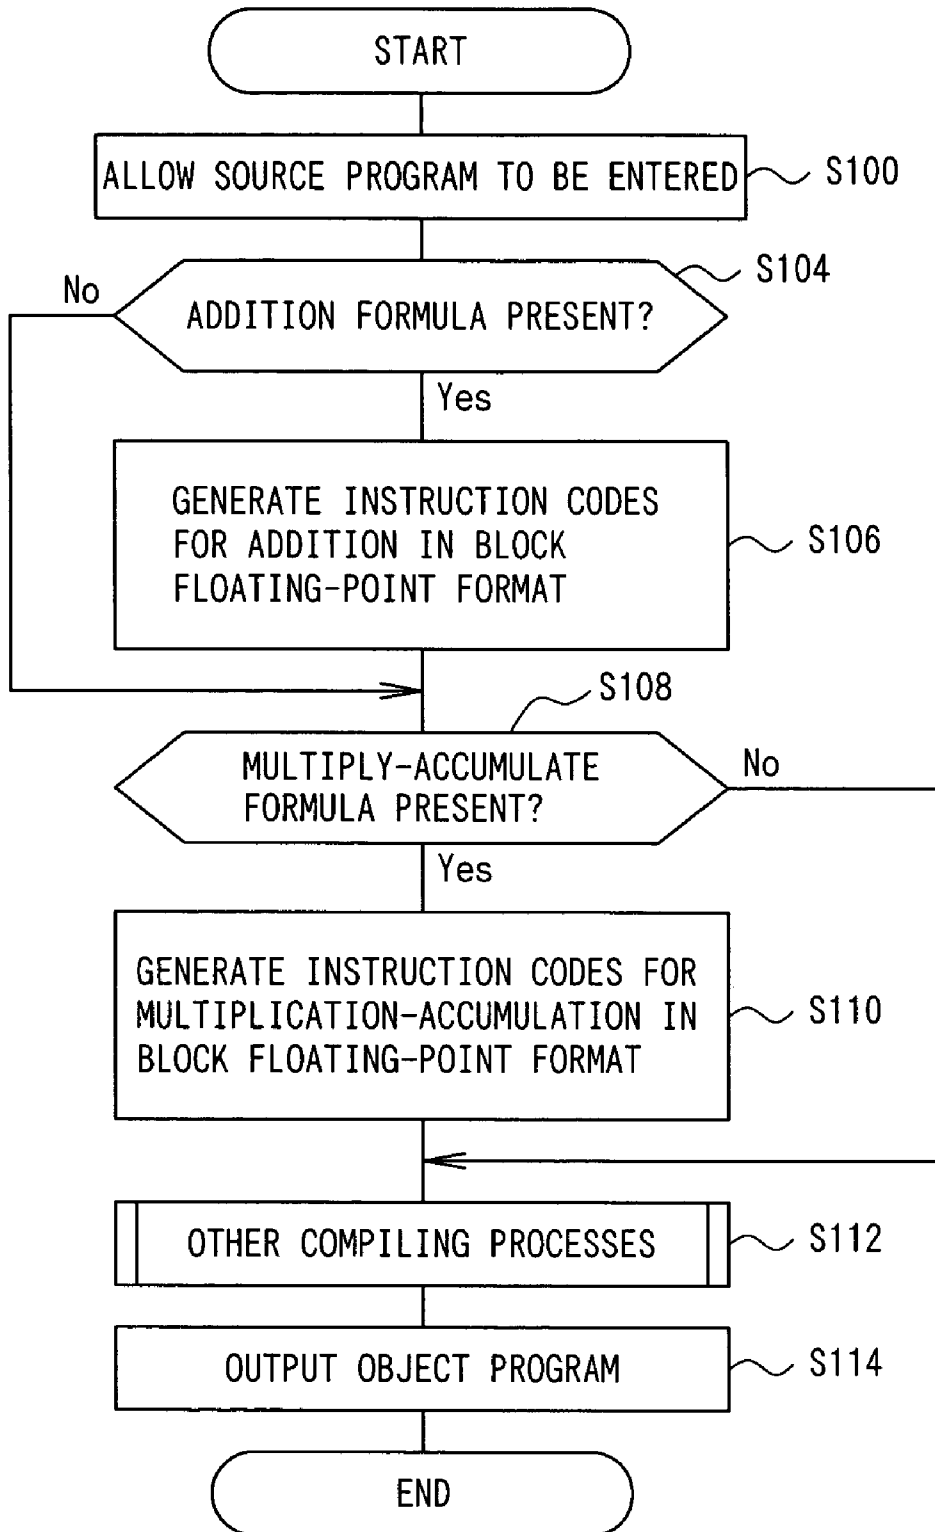 START
ALLOW SOURCE PROGRAM TO BE ENTERED
S100
S104
No
ADDITION FORMULA PRESENT?
Yes
GENERATE INSTRUCTION CODES
FOR ADDITION IN BLOCK
FLOATING-POINT FORMAT
S106
S108
MULTIPLY-ACCUMULATE
FORMULA PRESENT?
No
Yes
GENERATE INSTRUCTION CODES FOR
MULTIPLICATION-ACCUMULATION IN
BLOCK FLOATING-POINT FORMAT
S110
OTHER COMPILING PROCESSES
S112
OUTPUT OBJECT PROGRAM
S114
END